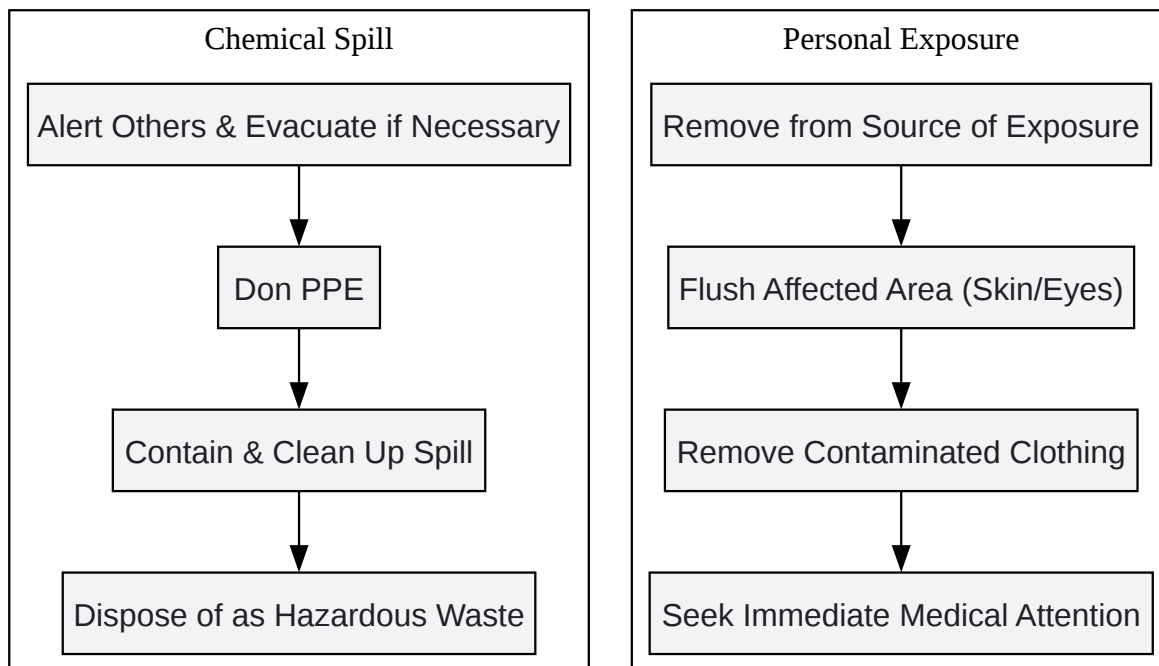 Chemical Spill
Alert Others & Evacuate if Necessary
Don PPE
Contain & Clean Up Spill
Dispose of as Hazardous Waste
Personal Exposure
Remove from Source of Exposure
Flush Affected Area (Skin/Eyes)
Remove Contaminated Clothing
Seek Immediate Medical Attention